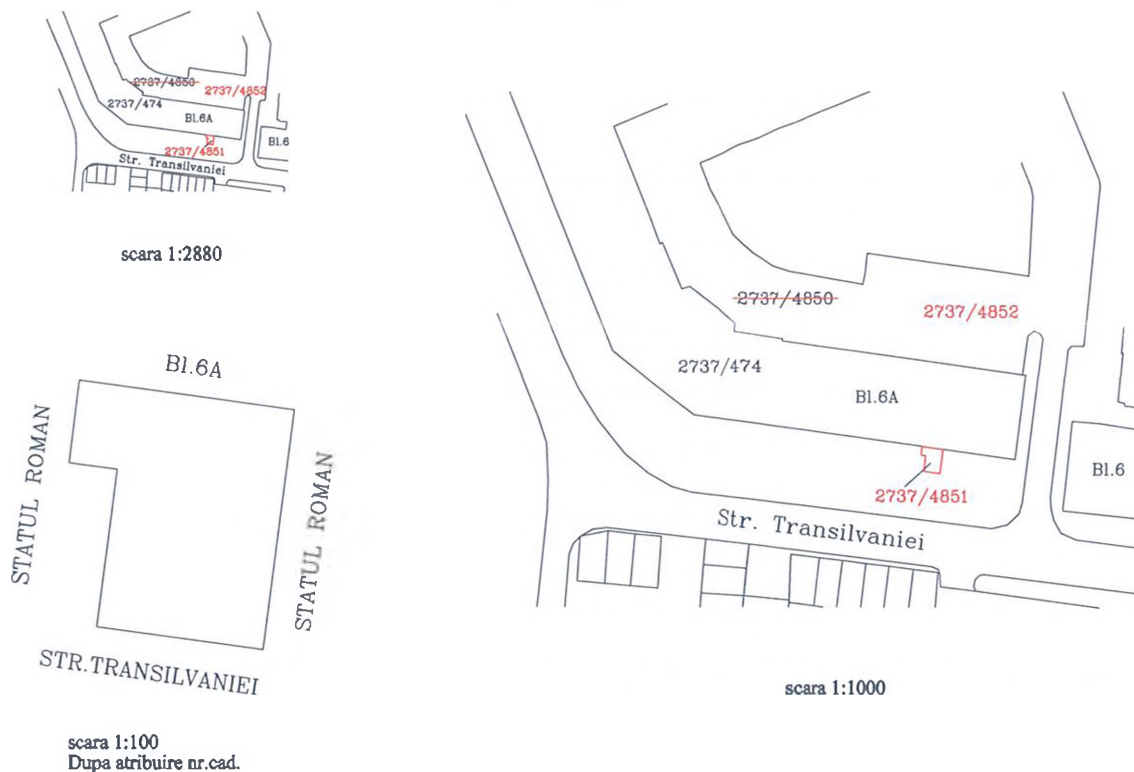 2737/4850
2737/4852
2737/474
Bl.6A
Bl.6
2737/4851
Str. Transilvaniei
scara 1:2880
2737/4850
2737/4852
2737/474
Bl.6A
Bl.6
2737/4851
Str. Transilvaniei
scara 1:1000
Bl.6A
STATUL ROMAN
STATUL ROMAN
STR.TRANSILVANIEI
scara 1:100
Dupa atribuire nr.cad.